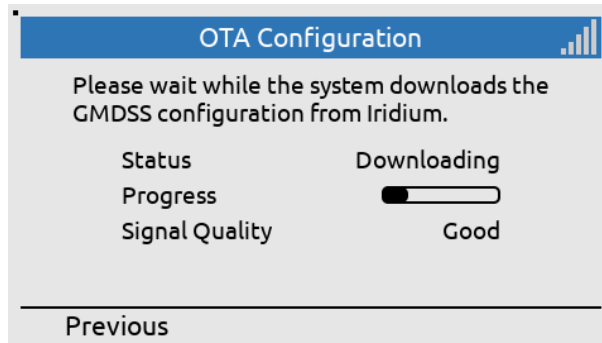 OTA Configuration
Please wait while the system downloads the
GMDSS configuration from Iridium.
Status Downloading
Progress
Signal Quality Good
Previous